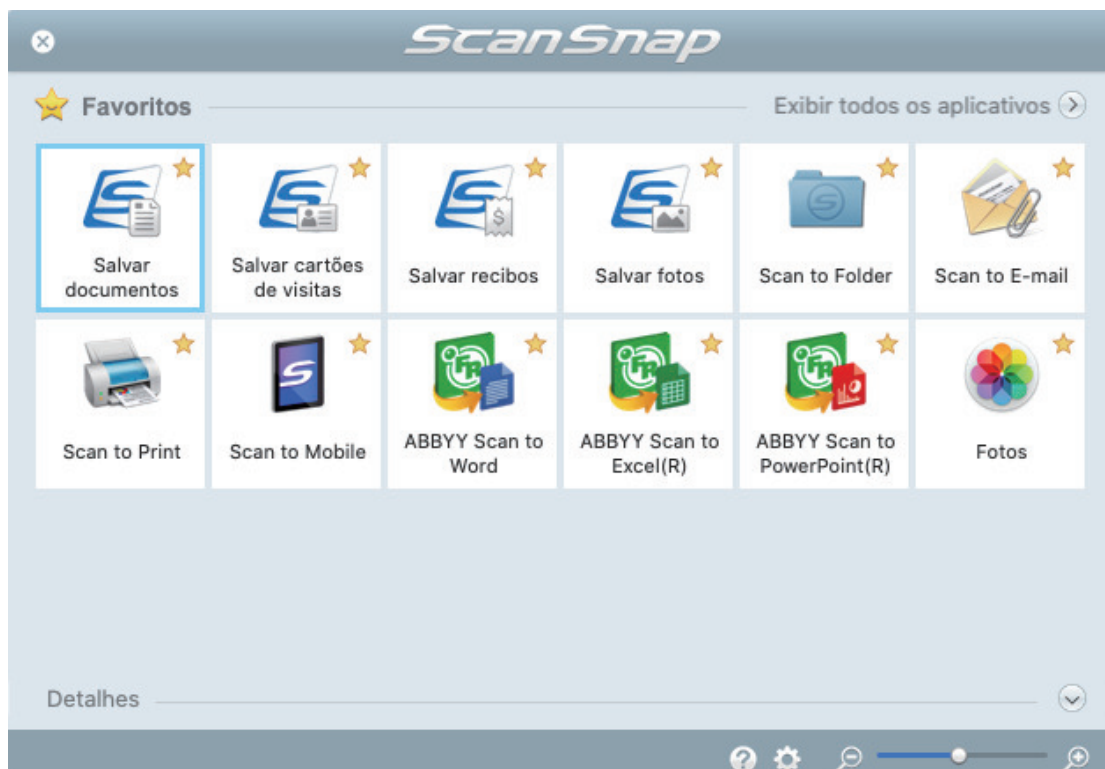 ScanSnap
Favoritos
Exibir todos os aplicativos
Salvar
documentos
Salvar cartões
de visitas
Salvar recibos
Salvar fotos
Scan to Folder
Scan to E-mail
Scan to Print
Scan to Mobile
ABBYY Scan to
Word
ABBYY Scan to
Excel(R)
ABBYY Scan to
PowerPoint(R)
Fotos
Detalhes